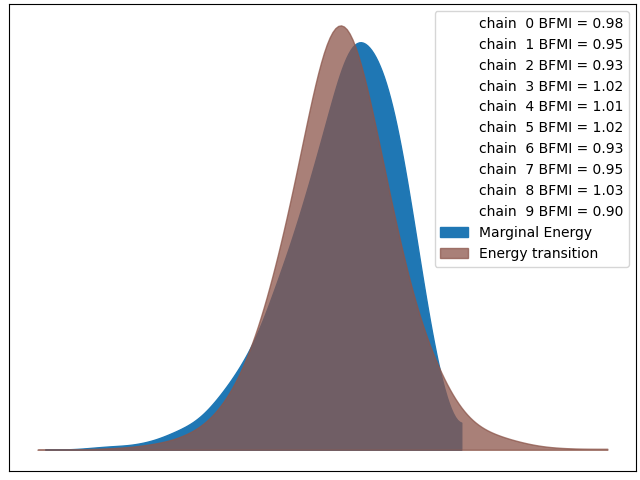 chain  0 BFMI = 0.98
chain  1 BFMI = 0.95
chain  2 BFMI = 0.93
chain  3 BFMI = 1.02
chain  4 BFMI = 1.01
chain  5 BFMI = 1.02
chain  6 BFMI = 0.93
chain  7 BFMI = 0.95
chain  8 BFMI = 1.03
chain  9 BFMI = 0.90
Marginal Energy
Energy transition